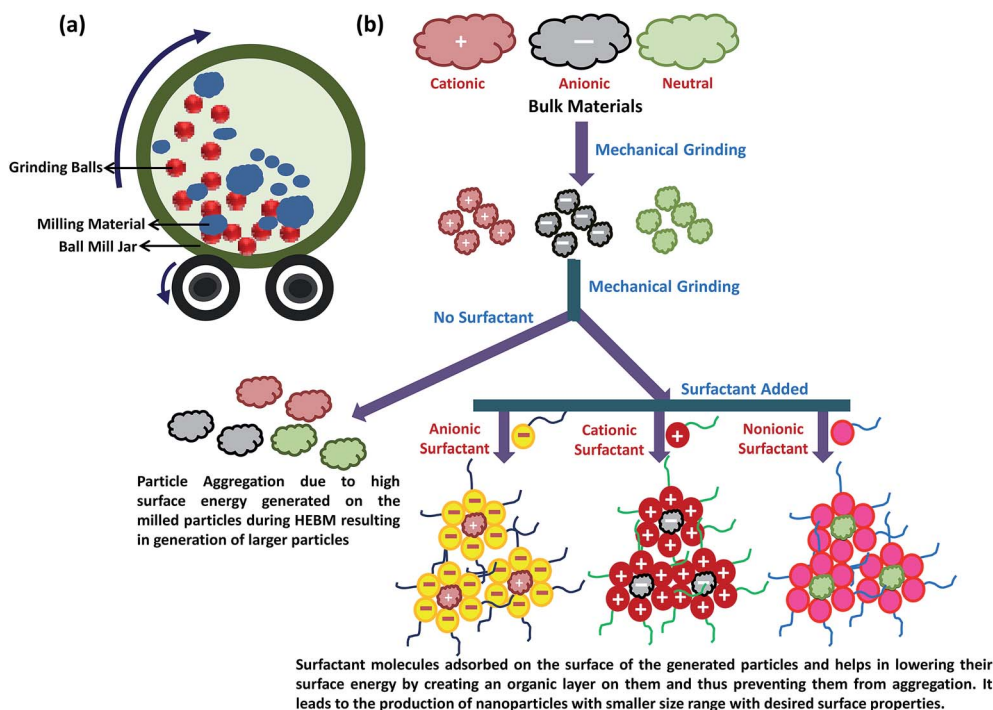 (a)
Grinding Balls
Milling Material
Ball Mill Jar
(b)
+
−
Cationic
Anionic
Neutral
Bulk Materials
Mechanical Grinding
+ + + + +
− − − − −
Mechanical Grinding
No Surfactant
Surfactant Added
Anionic
Surfactant
−
Cationic
Surfactant
+
Nonionic
Surfactant
Particle Aggregation due to high
surface energy generated on the
milled particles during HEBM resulting
in generation of larger particles
Surfactant molecules adsorbed on the surface of the generated particles and helps in lowering their
surface energy by creating an organic layer on them and thus preventing them from aggregation. It
leads to the production of nanoparticles with smaller size range with desired surface properties.